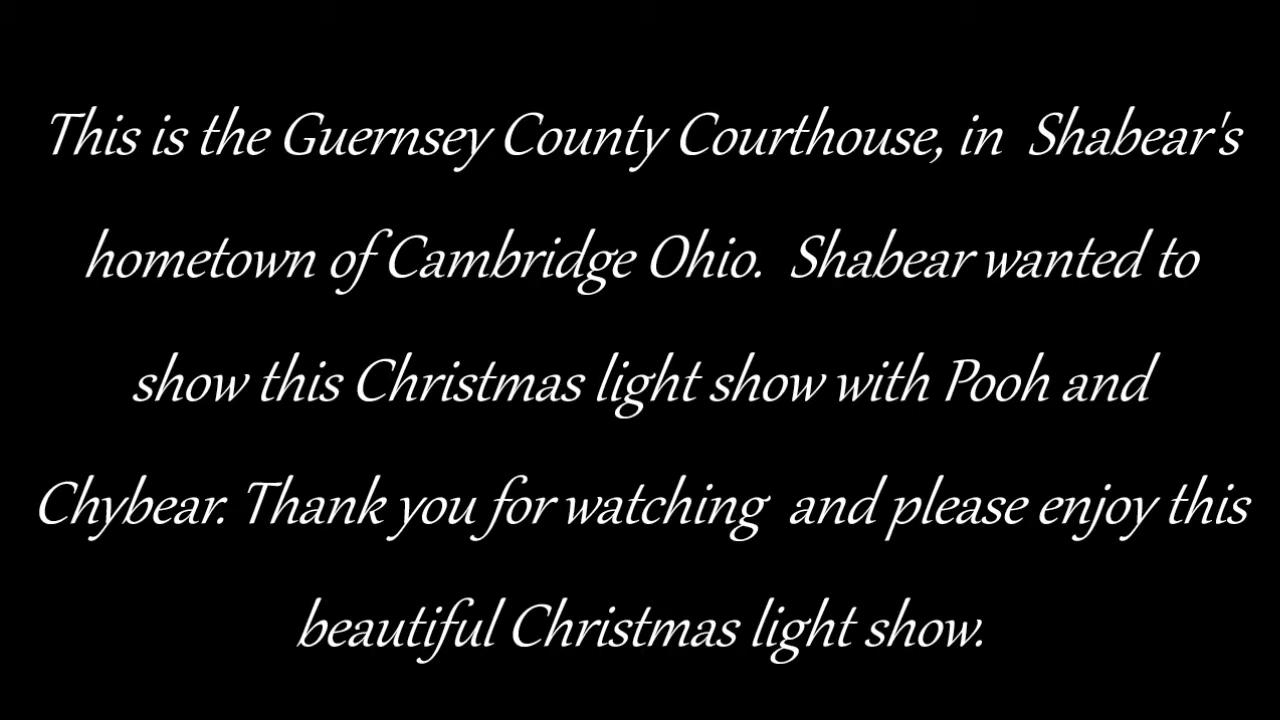 This is the Guernsey County Courthouse, in Shabear's
hometown of Cambridge Ohio. Shabear wanted to
show this Christmas light show with Pooh and
Chybear. Thank you for watching and please enjoy this
beautiful Christmas light show.